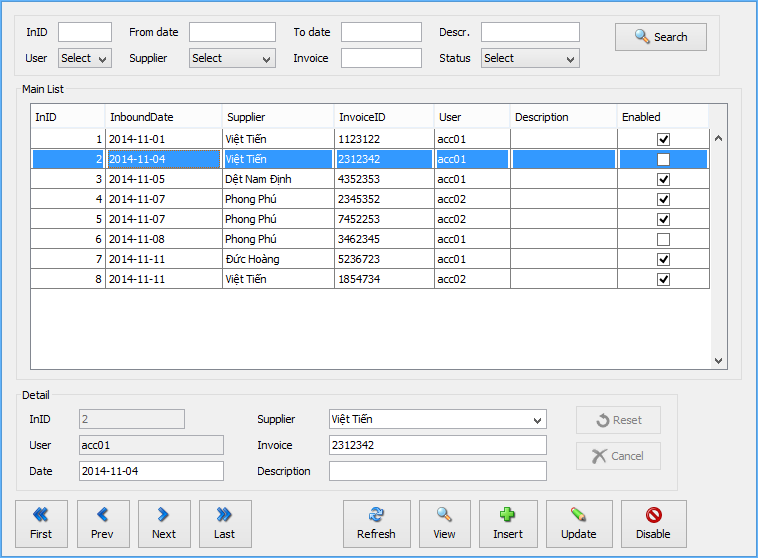 InID From date To date Descr. Search
User Select Supplier Select Invoice Status Select
Main List
InID InboundDate Supplier InvoiceID User Description Enabled
1 2014-11-01 Việt Tiến 1123122 acc01
2 2014-11-04 Việt Tiến 2312342 acc01
3 2014-11-05 Dệt Nam Định 4352353 acc01
4 2014-11-07 Phong Phú 2345352 acc02
5 2014-11-07 Phong Phú 7452253 acc02
6 2014-11-08 Phong Phú 3462345 acc01
7 2014-11-11 Đức Hoàng 5236723 acc01
8 2014-11-11 Việt Tiến 1854734 acc02
Detail
InID 2 Supplier Việt Tiến Reset
User acc01 Invoice 2312342 Cancel
Date 2014-11-04 Description
First Prev Next Last Refresh View Insert Update Disable